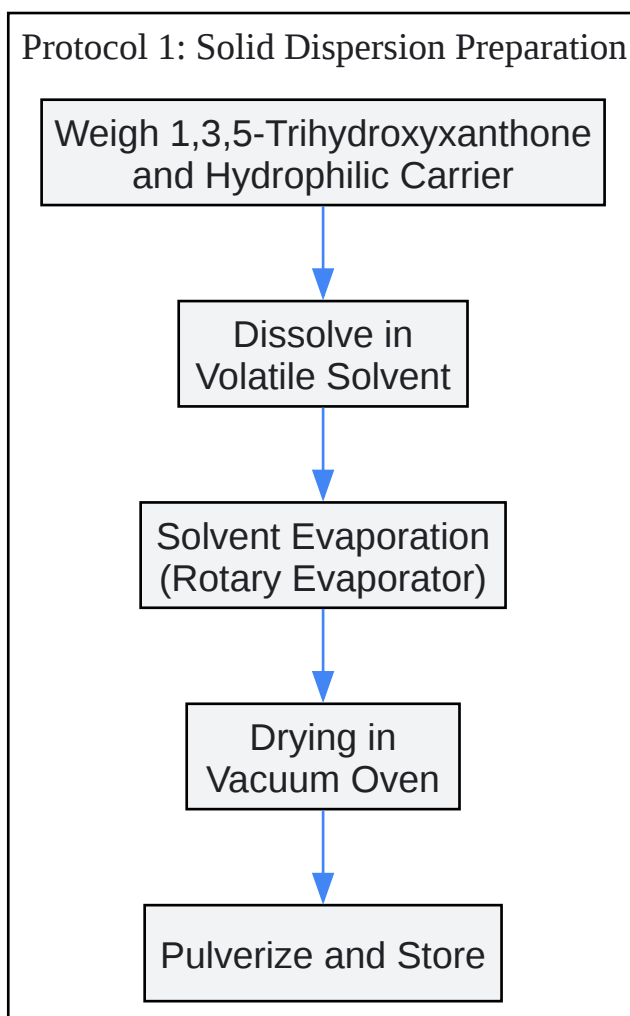 Protocol 1: Solid Dispersion Preparation
Weigh 1,3,5-Trihydroxyxanthone
and Hydrophilic Carrier
Dissolve in
Volatile Solvent
Solvent Evaporation
(Rotary Evaporator)
Drying in
Vacuum Oven
Pulverize and Store